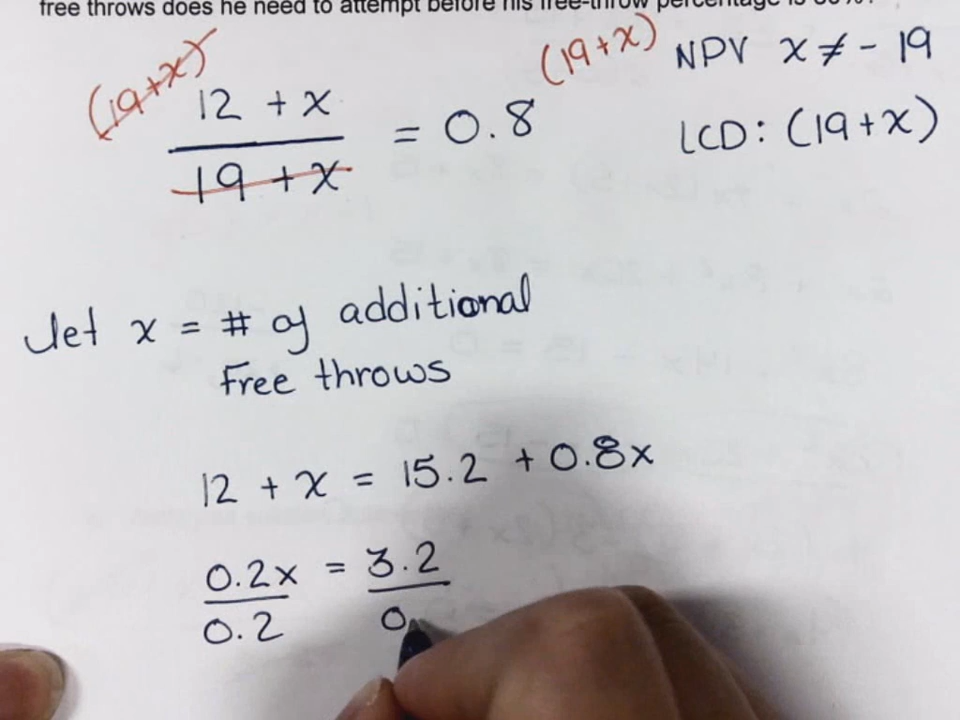 free throws does he need to attempt before his free-throw percentage is 80%?
(19+x) (19+x) NPV x ≠ - 19
12 + x
= 0.8
19 + x
LCD: (19+x)
Let x = # of additional
Free throws
12 + x = 15.2 + 0.8x
0.2x = 3.2
0.2 0.